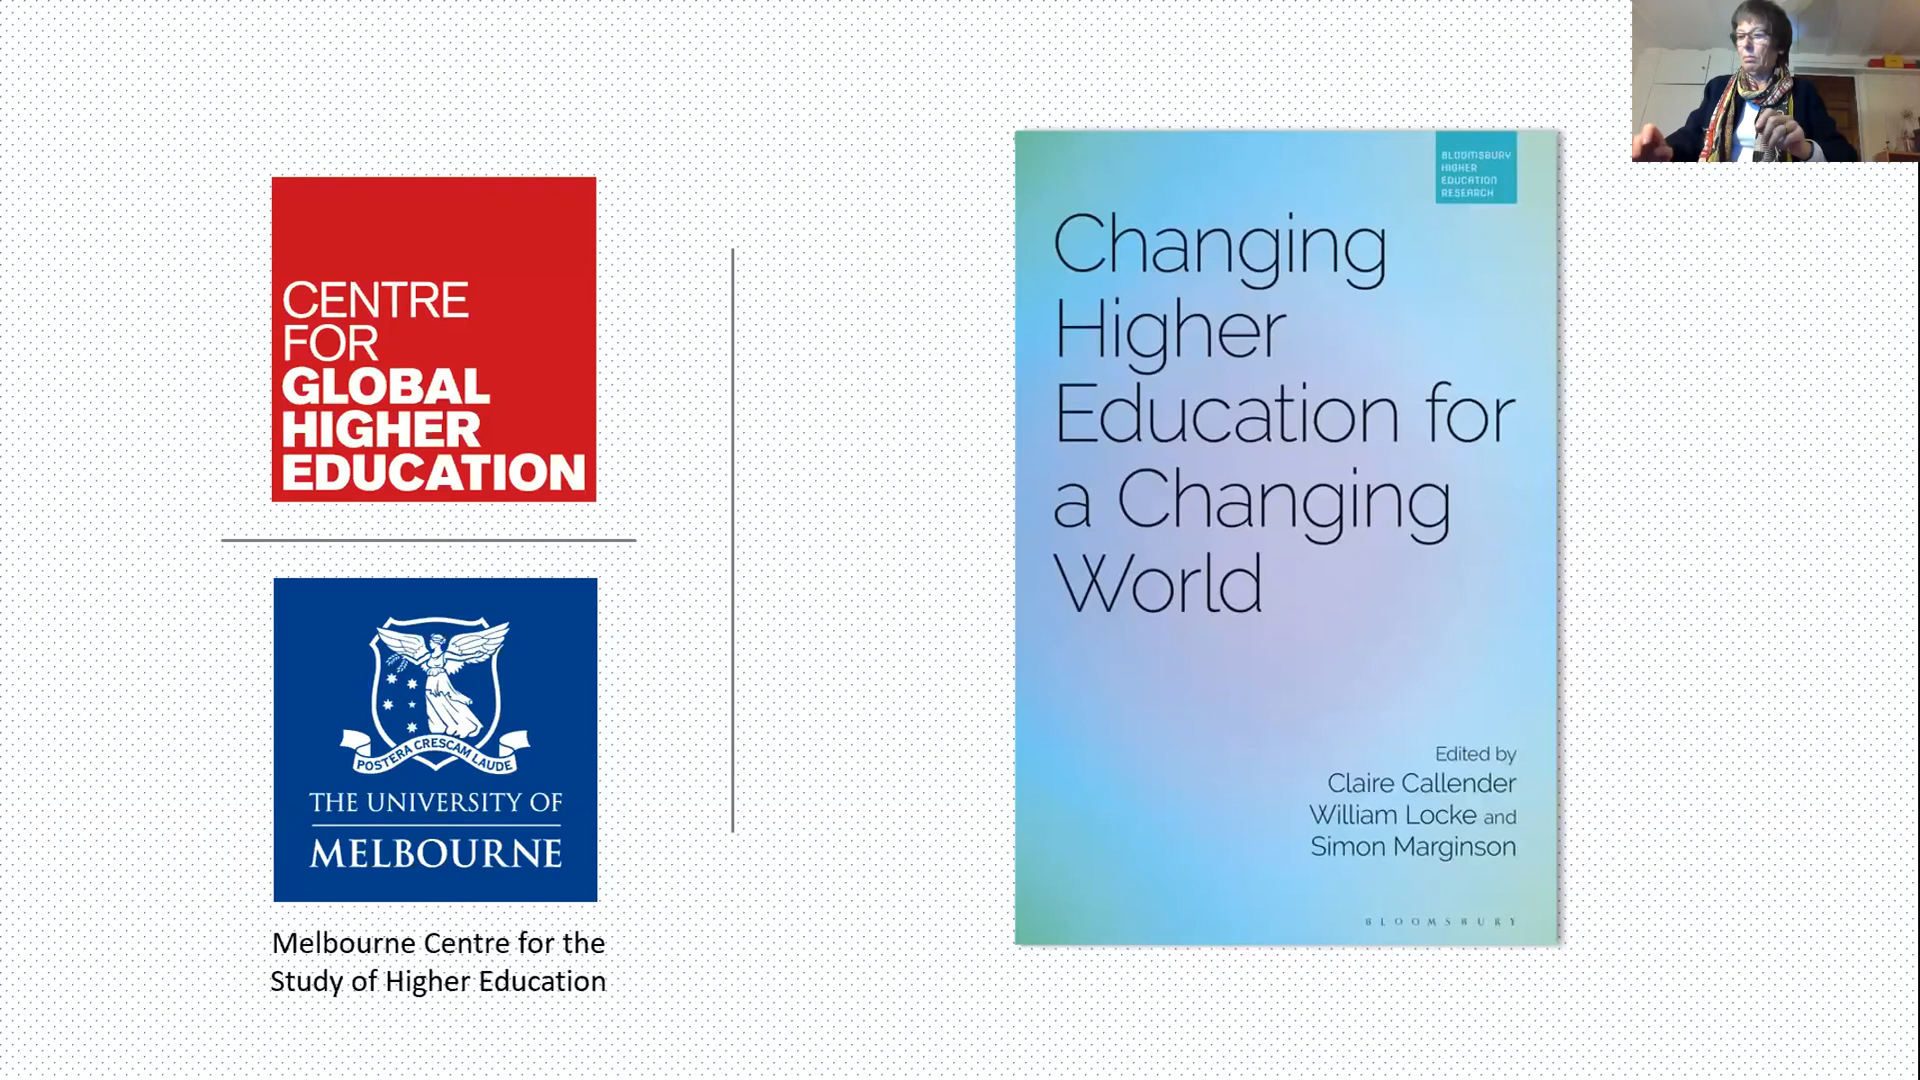 CENTRE
FOR
GLOBAL
HIGHER
EDUCATION
POSTERA CRESCAM LAUDE
THE UNIVERSITY OF
MELBOURNE
Melbourne Centre for the
Study of Higher Education
BLOOMSBURY
HIGHER
EDUCATION
RESEARCH
Changing
Higher
Education for
a Changing
World
Edited by
Claire Callender
William Locke and
Simon Marginson
BLOOMSBURY